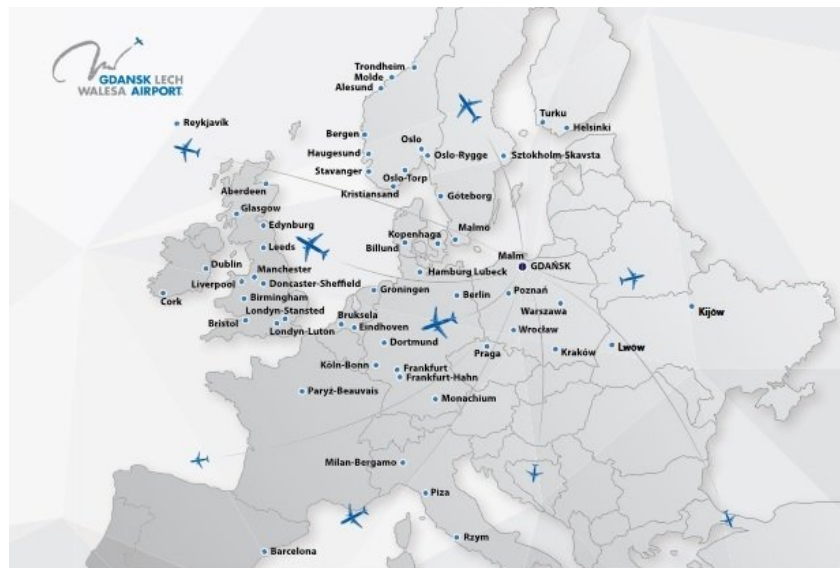 GDANSK LECH
WALESA AIRPORT
Trondheim
Molde
Alesund
Reykjavík
Turku
Helsinki
Bergen
Oslo
Haugesund
Oslo-Rygge
Sztokholm-Skavsta
Stavanger
Oslo-Torp
Aberdeen
Kristiansand
Göteborg
Glasgow
Edynburg
Kopenhaga
Malmo
Leeds
Billund
Malm
GDAŃSK
Dublin
Manchester
Hamburg Lubeck
Liverpool
Doncaster-Sheffield
Groningen
Berlin
Poznań
Cork
Birmingham
Warszawa
Kijów
Londyn-Stansted
Bruksela
Bristol
Londyn-Luton
Eindhoven
Wrocław
Dortmund
Praga
Kraków
Lwów
Köln-Bonn
Frankfurt
Frankfurt-Hahn
Paryż-Beauvais
Monachium
Milan-Bergamo
Piza
Rzym
Barcelona